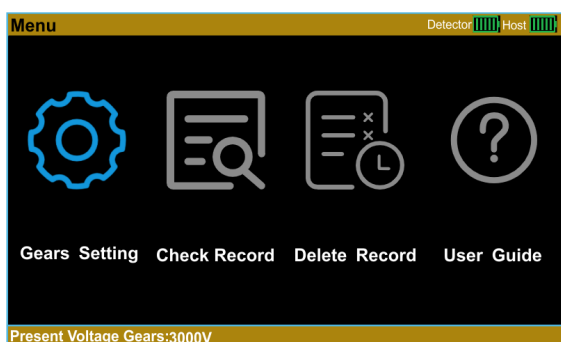 Menu
Detector Host
Gears Setting Check Record Delete Record User Guide
Present Voltage Gears:3000V